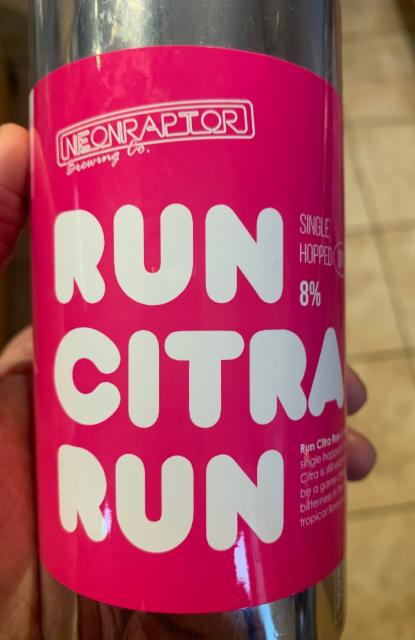 NEONRAPTOR
Brewing Co.
RUN
CITRA
RUN
SINGLE
HOPPED
8%
Run Citra Run
single hopped
Citra is still
be a game
bitterness in
tropical